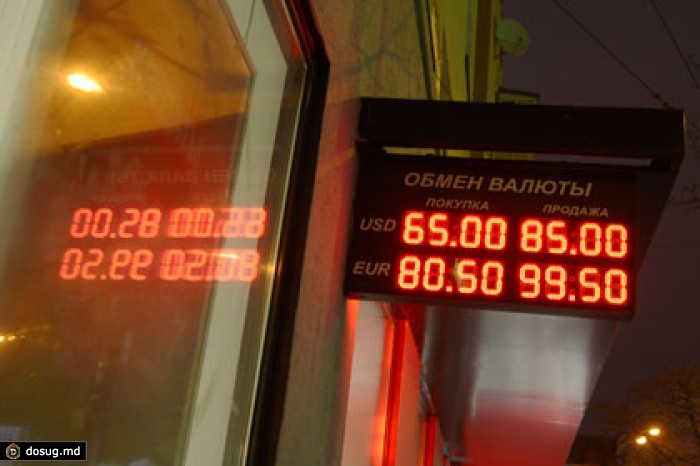 ОБМЕН ВАЛЮТЫ
ПОКУПКА ПРОДАЖА
USD 65.00 85.00
EUR 80.50 99.50
dosug.md